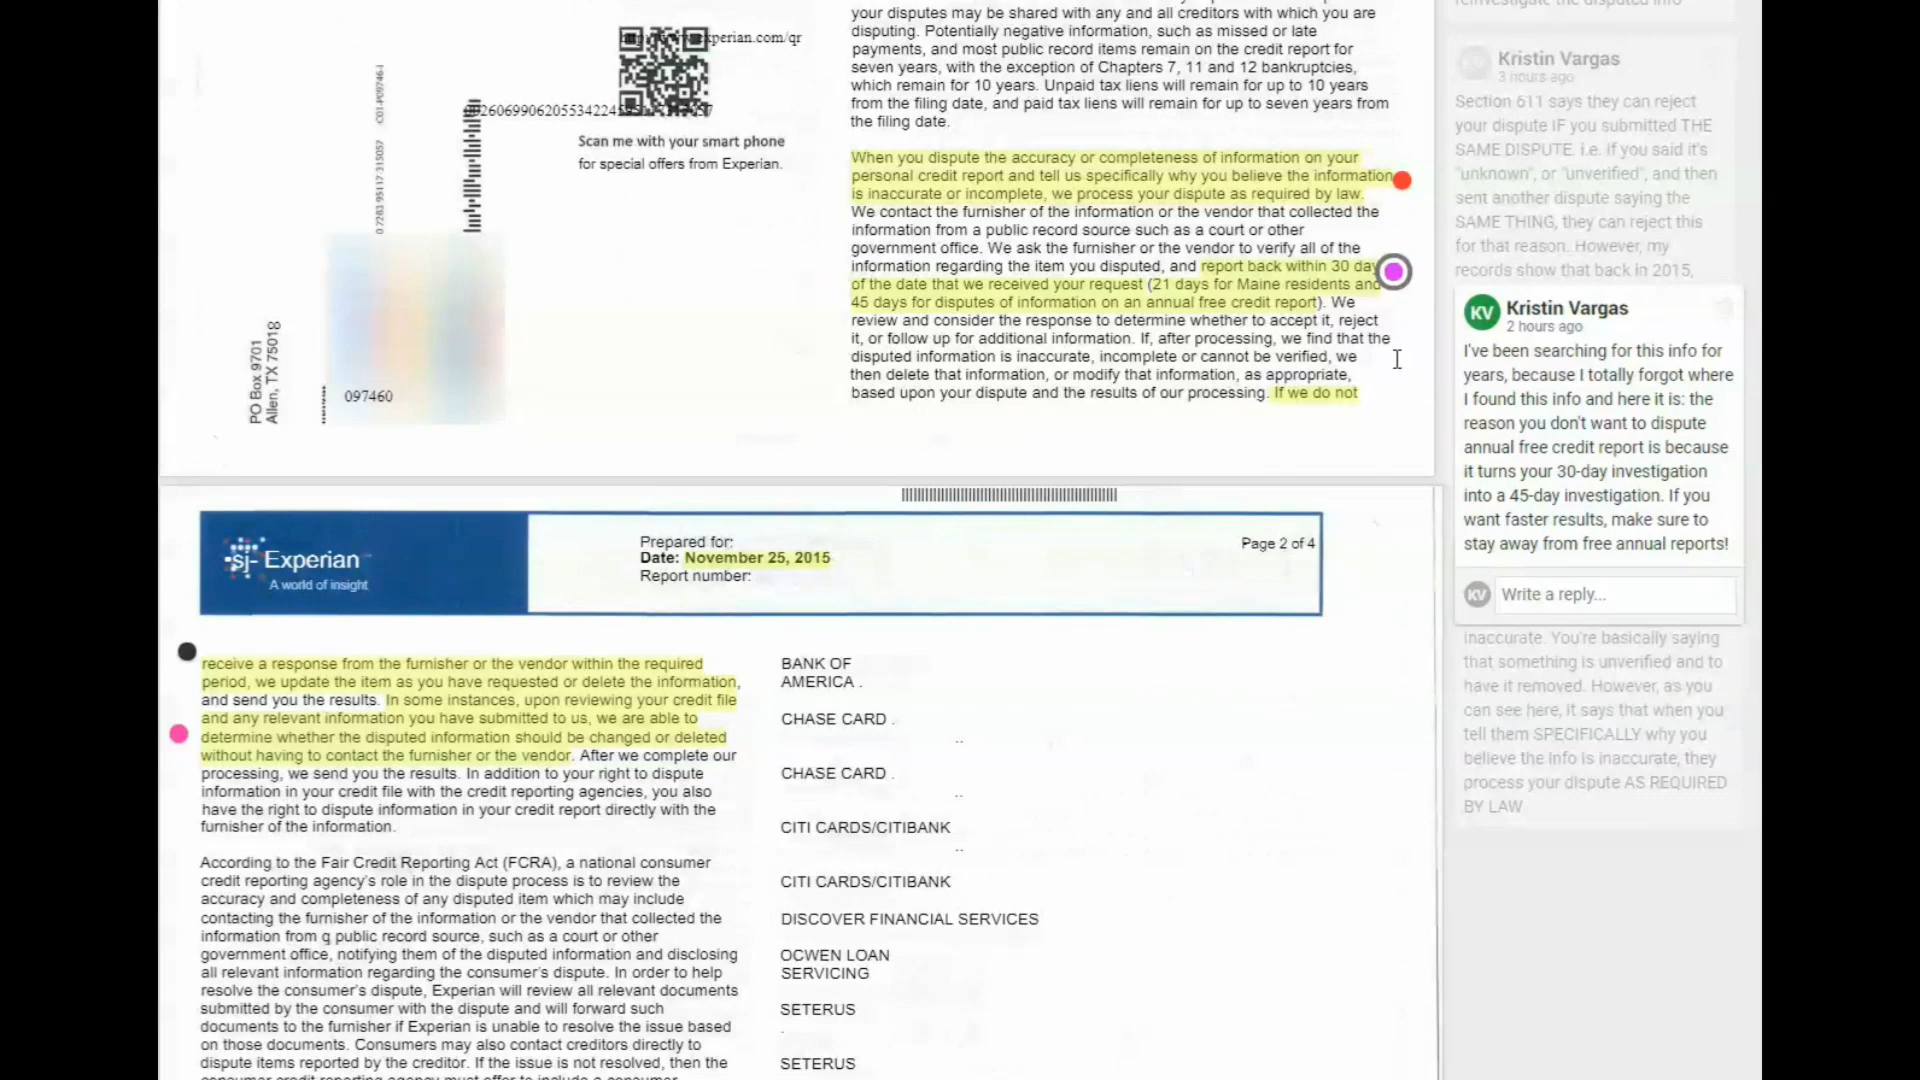 http://www.experian.com/qr
Scan me with your smart phone
for special offers from Experian.
PO Box 9701
Allen, TX 75018
097460
your disputes may be shared with any and all creditors with which you are
disputing. Potentially negative information, such as missed or late
payments, and most public record items remain on the credit report for
seven years, with the exception of Chapters 7, 11 and 12 bankruptcies,
which remain for 10 years. Unpaid tax liens will remain for up to 10 years
from the filing date, and paid tax liens will remain for up to seven years from
the filing date.
When you dispute the accuracy or completeness of information on your
personal credit report and tell us specifically why you believe the information
is inaccurate or incomplete, we process your dispute as required by law.
We contact the furnisher of the information or the vendor that collected the
information from a public record source such as a court or other
government office. We ask the furnisher or the vendor to verify all of the
information regarding the item you disputed, and report back within 30 day
of the date that we received your request (21 days for Maine residents and
45 days for disputes of information on an annual free credit report). We
review and consider the response to determine whether to accept it, reject
it, or follow up for additional information. If, after processing, we find that the
disputed information is inaccurate, incomplete or cannot be verified, we
then delete that information, or modify that information, as appropriate,
based upon your dispute and the results of our processing. If we do not
Experian
A world of insight
Prepared for:
Date: November 25, 2015
Report number:
Page 2 of 4
receive a response from the furnisher or the vendor within the required
period, we update the item as you have requested or delete the information,
and send you the results. In some instances, upon reviewing your credit file
and any relevant information you have submitted to us, we are able to
determine whether the disputed information should be changed or deleted
without having to contact the furnisher or the vendor. After we complete our
processing, we send you the results. In addition to your right to dispute
information in your credit file with the credit reporting agencies, you also
have the right to dispute information in your credit report directly with the
furnisher of the information.
According to the Fair Credit Reporting Act (FCRA), a national consumer
credit reporting agency's role in the dispute process is to review the
accuracy and completeness of any disputed item which may include
contacting the furnisher of the information or the vendor that collected the
information from q public record source, such as a court or other
government office, notifying them of the disputed information and disclosing
all relevant information regarding the consumer's dispute. In order to help
resolve the consumer's dispute, Experian will review all relevant documents
submitted by the consumer with the dispute and will forward such
documents to the furnisher if Experian is unable to resolve the issue based
on those documents. Consumers may also contact creditors directly to
dispute items reported by the creditor. If the issue is not resolved, then the
BANK OF
AMERICA .
CHASE CARD .
..
CHASE CARD .
..
CITI CARDS/CITIBANK
..
CITI CARDS/CITIBANK
DISCOVER FINANCIAL SERVICES
OCWEN LOAN
SERVICING
SETERUS
.
SETERUS
Kristin Vargas
3 hours ago
Section 611 says they can reject
your dispute IF you submitted THE
SAME DISPUTE. i.e. if you said it's
"unknown", or "unverified", and then
sent another dispute saying the
SAME THING, they can reject this
for that reason. However, my
records show that back in 2015,
KV
Kristin Vargas
2 hours ago
I've been searching for this info for
years, because I totally forgot where
I found this info and here it is: the
reason you don't want to dispute
annual free credit report is because
it turns your 30-day investigation
into a 45-day investigation. If you
want faster results, make sure to
stay away from free annual reports!
KV
Write a reply...
inaccurate. You're basically saying
that something is unverified and to
have it removed. However, as you
can see here, it says that when you
tell them SPECIFICALLY why you
believe the info is inaccurate, they
process your dispute AS REQUIRED
BY LAW